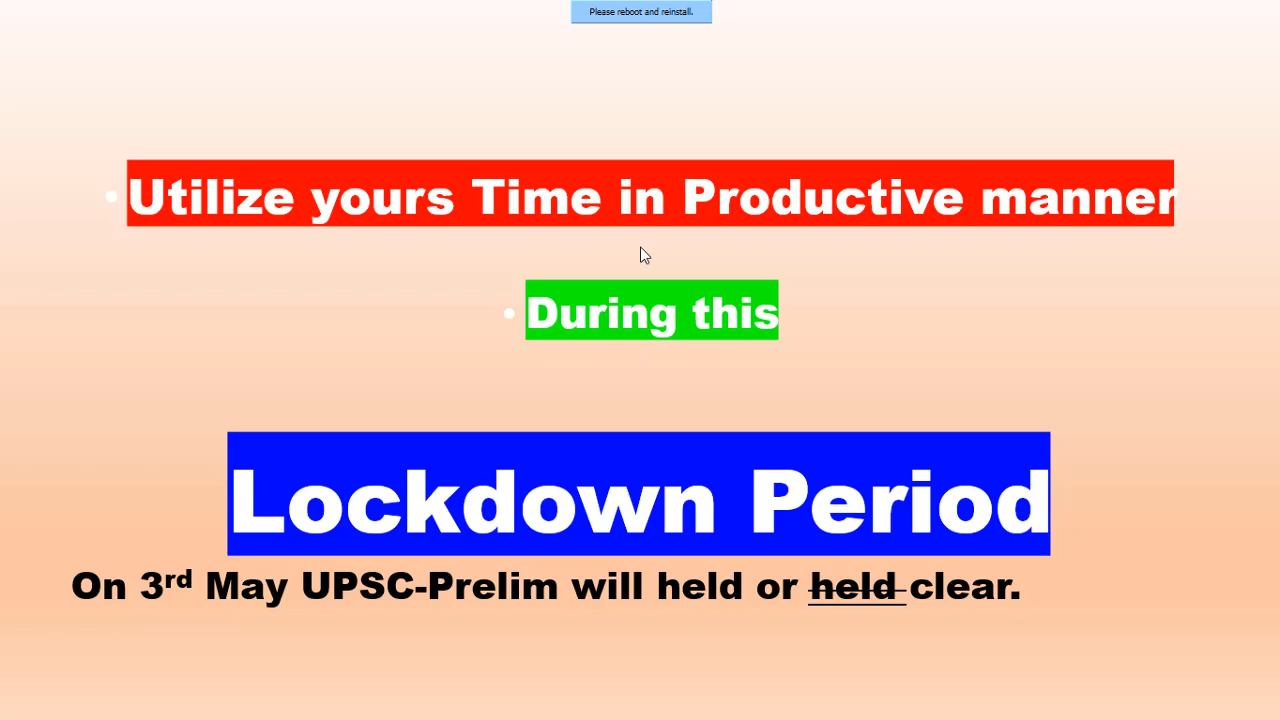 Please reboot and reinstall.
• Utilize yours Time in Productive manner
• During this
Lockdown Period
On 3rd May UPSC-Prelim will held or held clear.